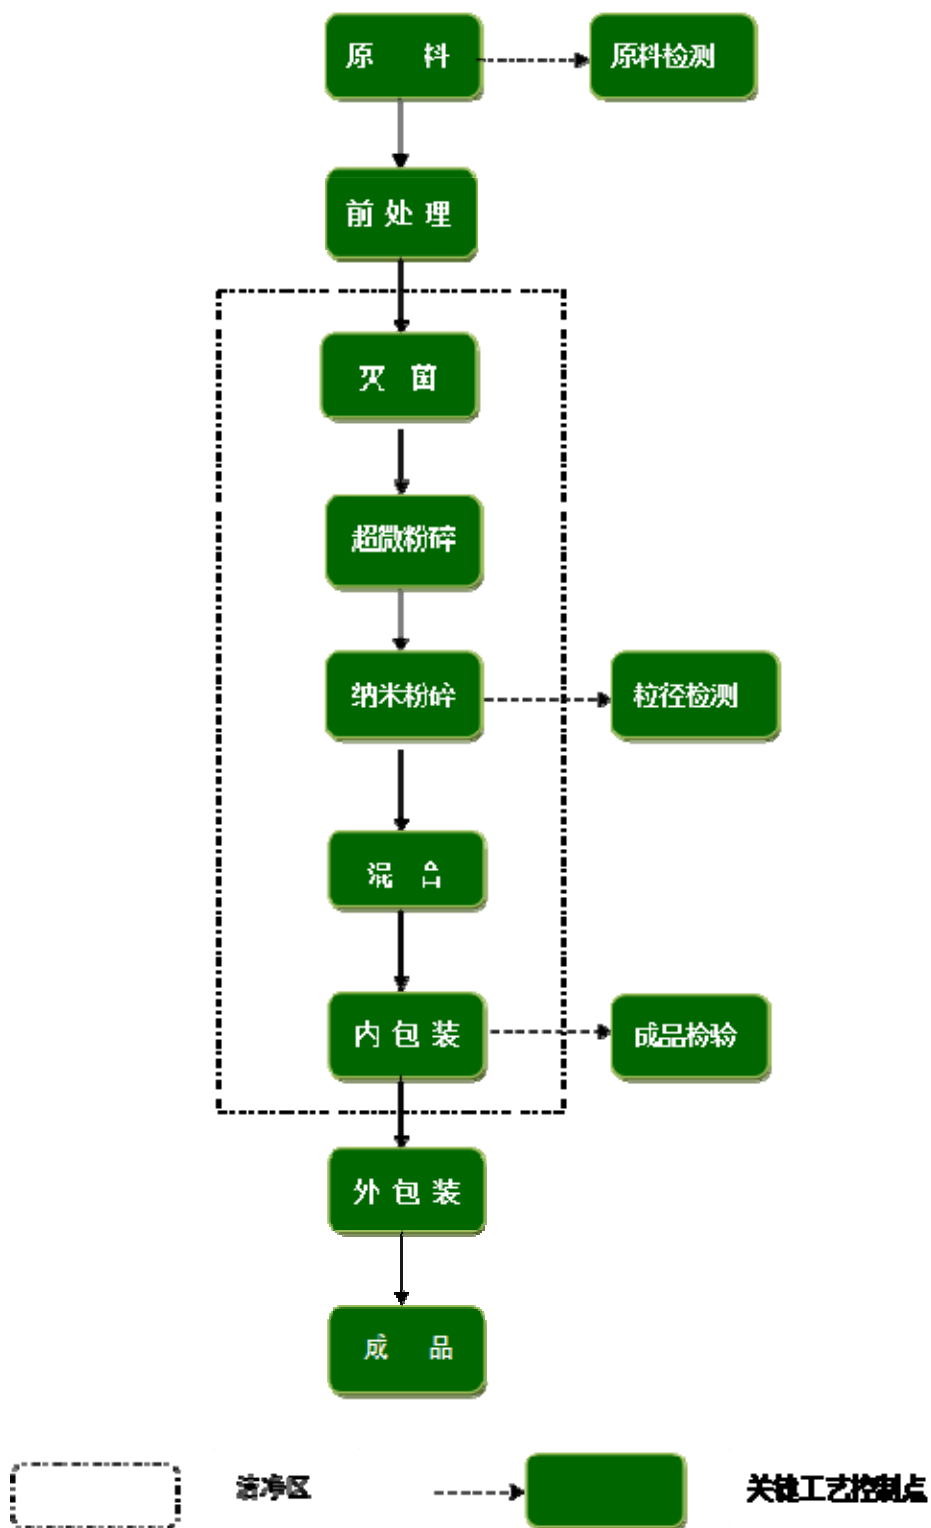 原 料
原料检测
前处理
灭 菌
超微粉碎
纳米粉碎
粒径检测
混 合
内包装
成品检验
外包装
成 品
洁净区
关键工艺控制点